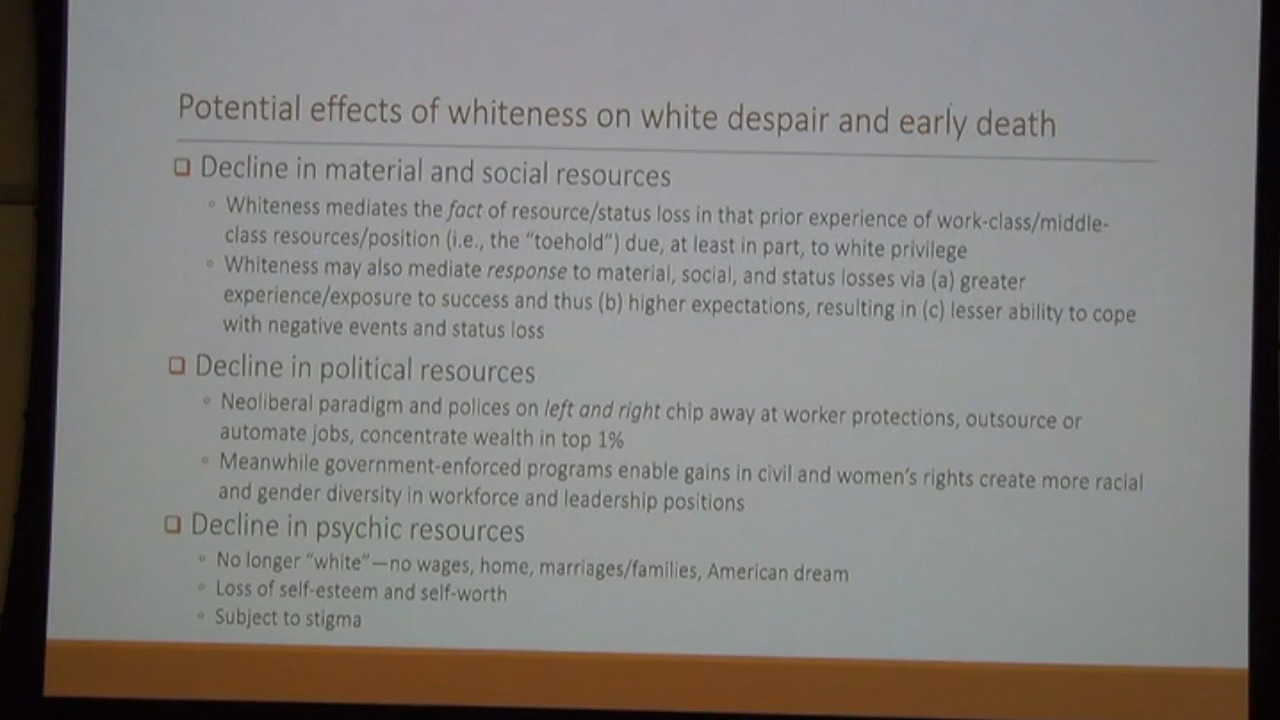 Potential effects of whiteness on white despair and early death
Decline in material and social resources
Whiteness mediates the fact of resource/status loss in that prior experience of work-class/middle-
class resources/position (i.e., the “toehold”) due, at least in part, to white privilege
Whiteness may also mediate response to material, social, and status losses via (a) greater
experience/exposure to success and thus (b) higher expectations, resulting in (c) lesser ability to cope
with negative events and status loss
Decline in political resources
Neoliberal paradigm and polices on left and right chip away at worker protections, outsource or
automate jobs, concentrate wealth in top 1%
Meanwhile government-enforced programs enable gains in civil and women’s rights create more racial
and gender diversity in workforce and leadership positions
Decline in psychic resources
No longer “white”—no wages, home, marriages/families, American dream
Loss of self-esteem and self-worth
Subject to stigma